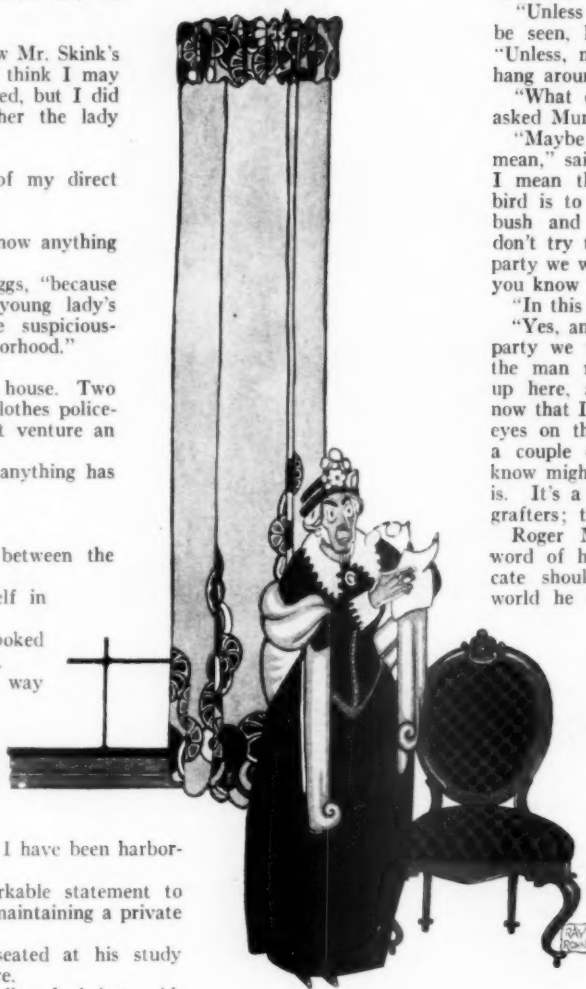 w Mr. Skink's
think I may
ed, but I did
her the lady
of my direct
now anything
ggs, "because
young lady's
e suspicious-
orhood."
house. Two
lothes police-
t venture an
anything has
between the
elf in
ooked
way
I have been harbor-
rkable statement to
maintaining a private
seated at his study
re.
"Unless
be seen,
"Unless, n
hang arou
"What
asked Mur
"Maybe
mean," sai
I mean th
bird is to
bush and
don't try t
party we w
you know
"In this
"Yes, an
party we
the man
up here,
now that I
eyes on th
a couple
know migh
is. It's a
grafters; t
Roger
word of h
cate shoul
world he
RAY